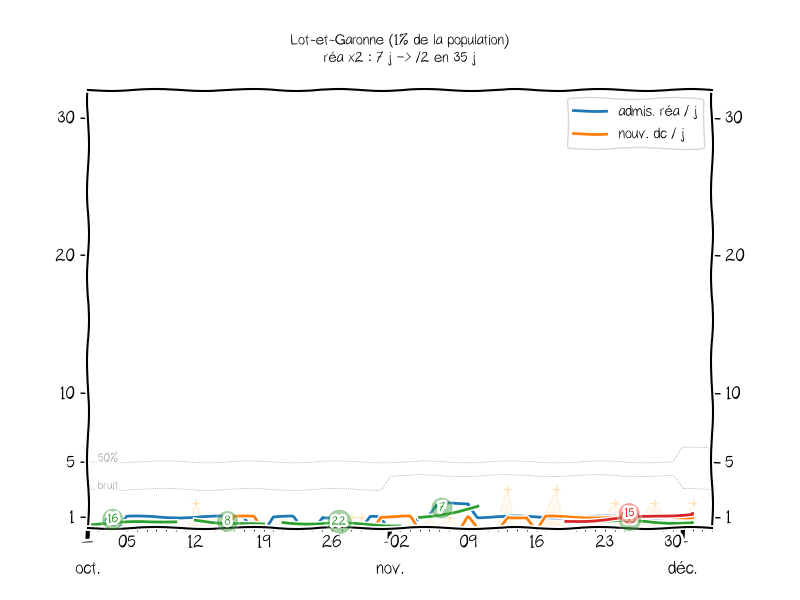 Lot-et-Garonne (1% de la population)
réa x2 : 7 j -> /2 en 35 j
admis. réa / j
nouv. dc / j
30 30
20 20
10 10
5 50% 5
bruit
1 16 8 22 7 15 1
05 12 19 26 02 09 16 23 30
oct. nov. déc.